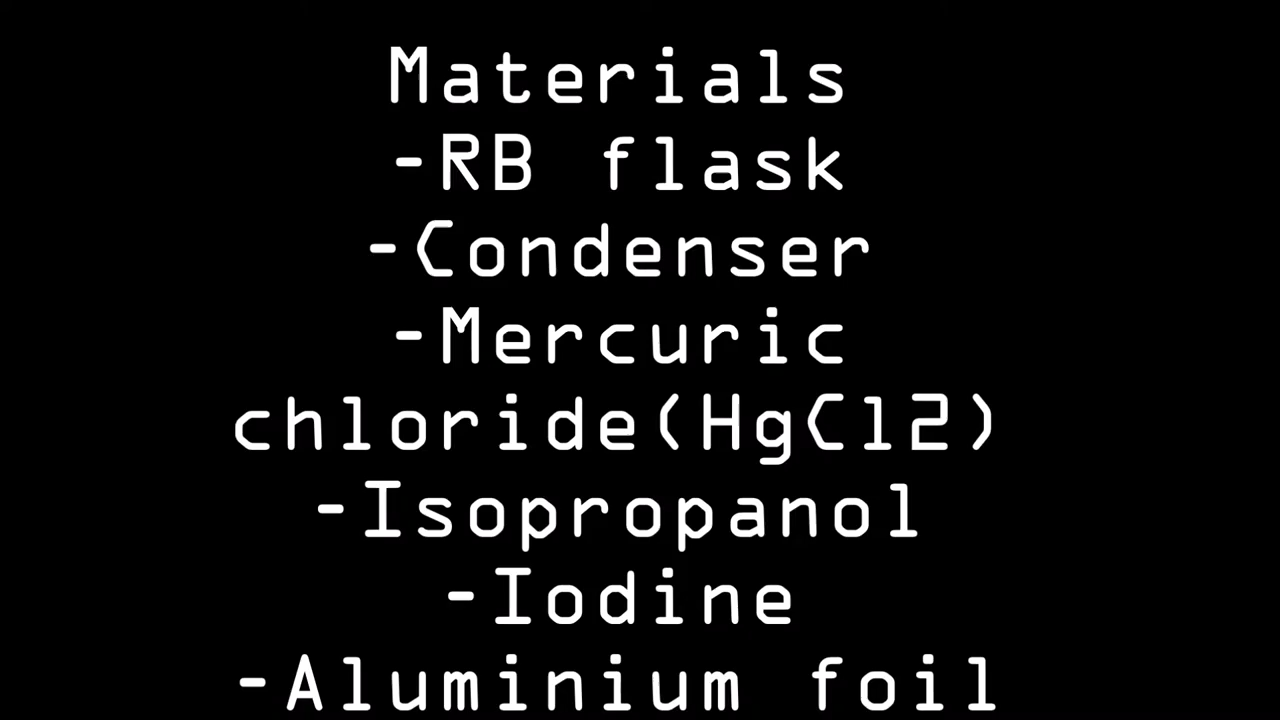 Materials
-RB flask
-Condenser
-Mercuric
chloride(HgCl2)
-Isopropanol
-Iodine
-Aluminium foil